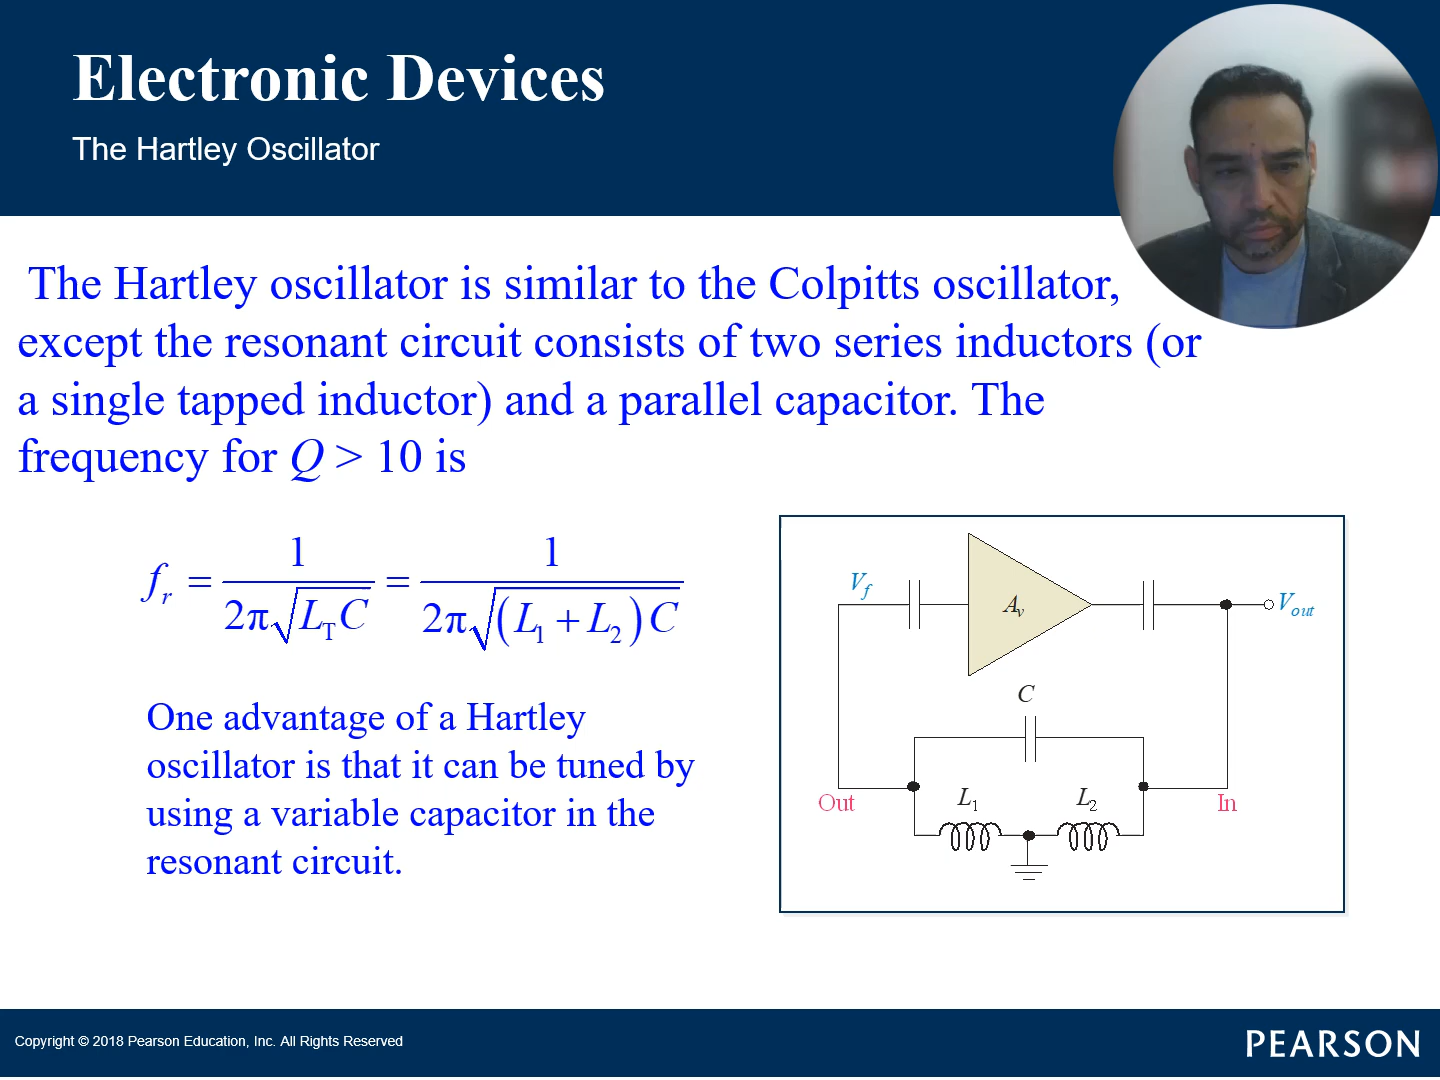 Electronic Devices
The Hartley Oscillator
The Hartley oscillator is similar to the Colpitts oscillator,
except the resonant circuit consists of two series inductors (or
a single tapped inductor) and a parallel capacitor. The
frequency for Q > 10 is
f_r = 1 / (2π√(L_T C)) = 1 / (2π√((L_1 + L_2) C))
One advantage of a Hartley
oscillator is that it can be tuned by
using a variable capacitor in the
resonant circuit.
V_f
A_v
V_out
C
Out
L_1
L_2
In
Copyright © 2018 Pearson Education, Inc. All Rights Reserved
PEARSON